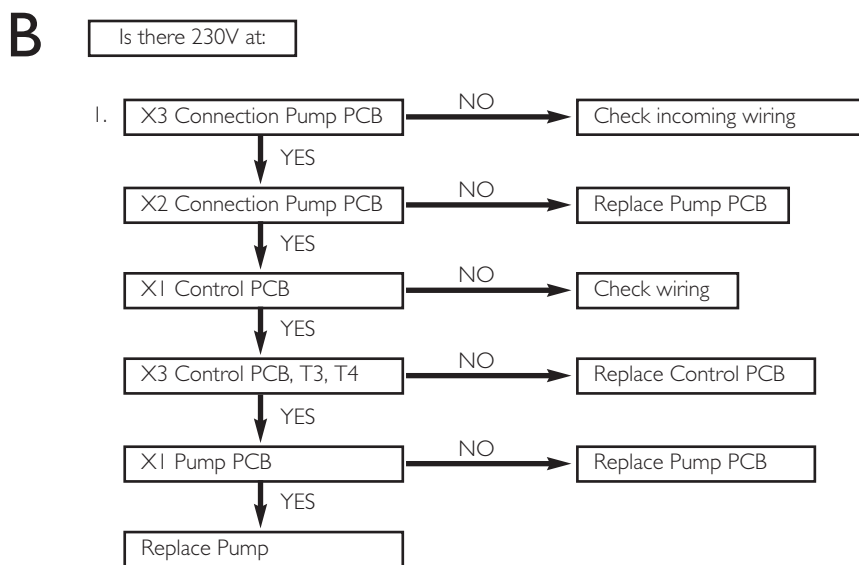 B
Is there 230V at:
1. X3 Connection Pump PCB NO Check incoming wiring
YES
X2 Connection Pump PCB NO Replace Pump PCB
YES
X1 Control PCB NO Check wiring
YES
X3 Control PCB, T3, T4 NO Replace Control PCB
YES
X1 Pump PCB NO Replace Pump PCB
YES
Replace Pump